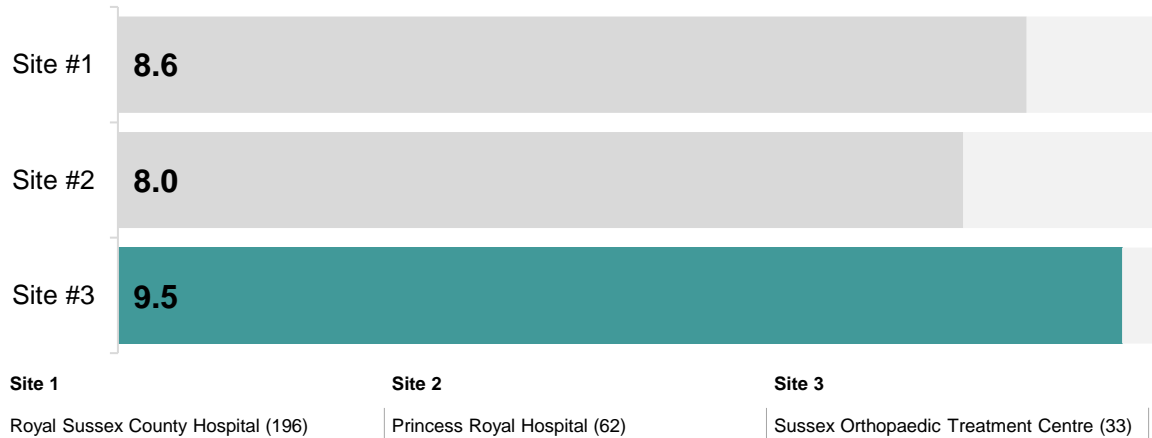 Site #1 8.6
Site #2 8.0
Site #3 9.5
Site 1 Site 2 Site 3
Royal Sussex County Hospital (196) Princess Royal Hospital (62) Sussex Orthopaedic Treatment Centre (33)